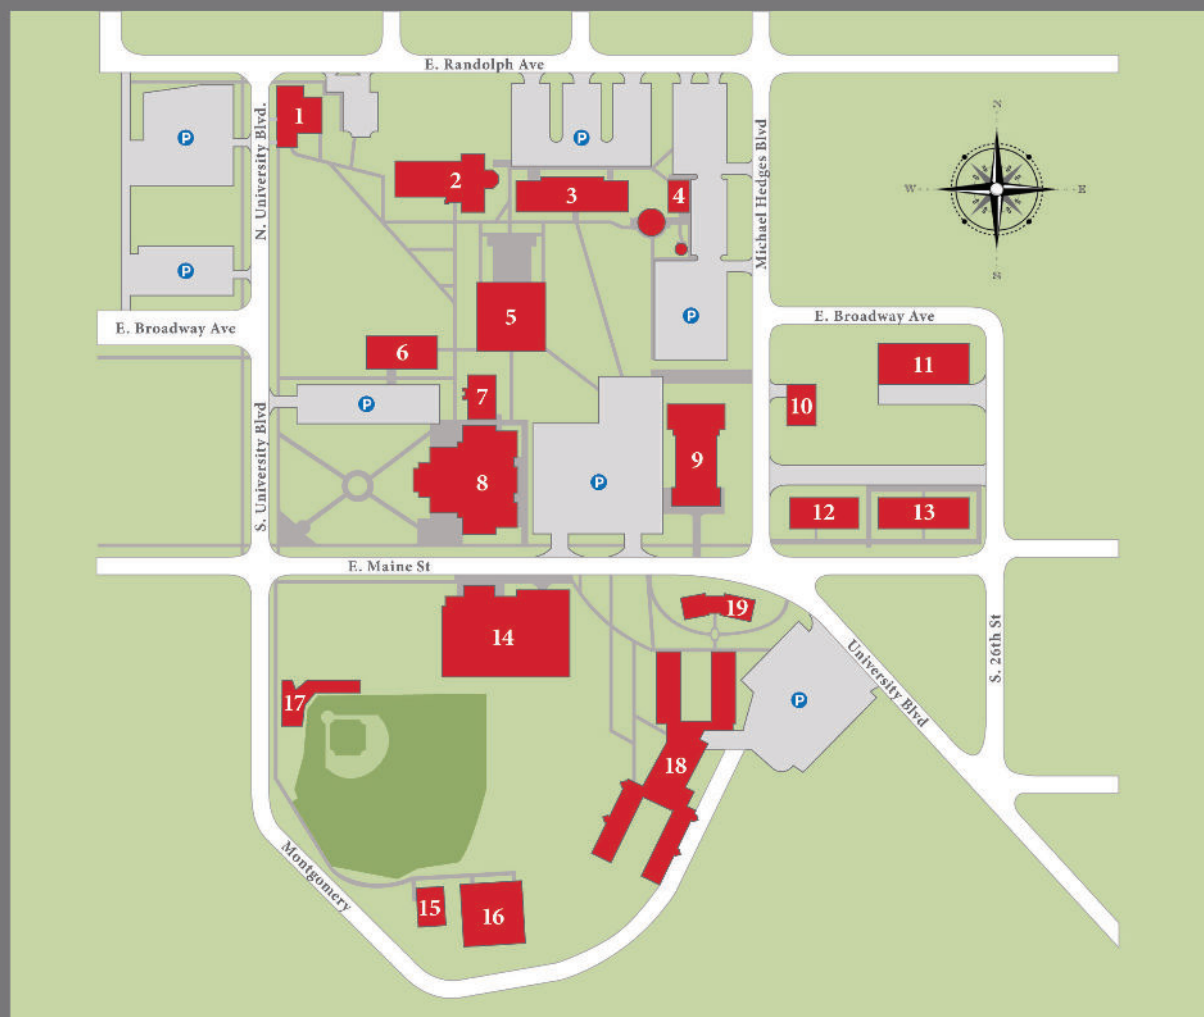 E. Randolph Ave
N. University Blvd.
Michael Hedges Blvd
1
P
P
2
3
4
N
W
E
S
P
5
P
E. Broadway Ave
E. Broadway Ave
6
11
7
P
10
S. University Blvd
8
P
9
12
13
E. Maine St
19
14
S. 26th St
University Blvd
17
P
18
Montgomery
15
16